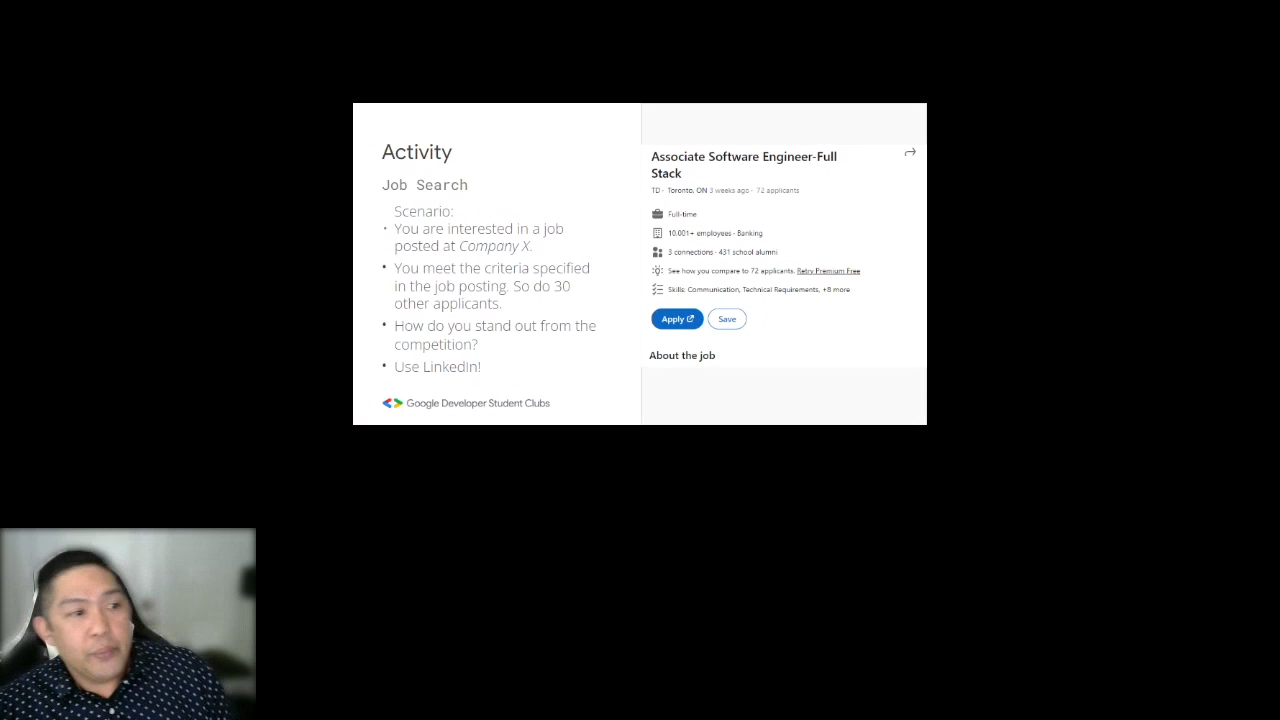 Activity
Job Search
Scenario:
• You are interested in a job
posted at Company X.
• You meet the criteria specified
in the job posting. So do 30
other applicants.
• How do you stand out from the
competition?
• Use LinkedIn!
Google Developer Student Clubs
Associate Software Engineer-Full
Stack
TD - Toronto, ON 3 weeks ago - 72 applicants
Full-time
10,001+ employees - Banking
3 connections - 431 school alumni
See how you compare to 72 applicants. Retry Premium Free
Skills: Communication, Technical Requirements, +8 more
Apply
Save
About the job